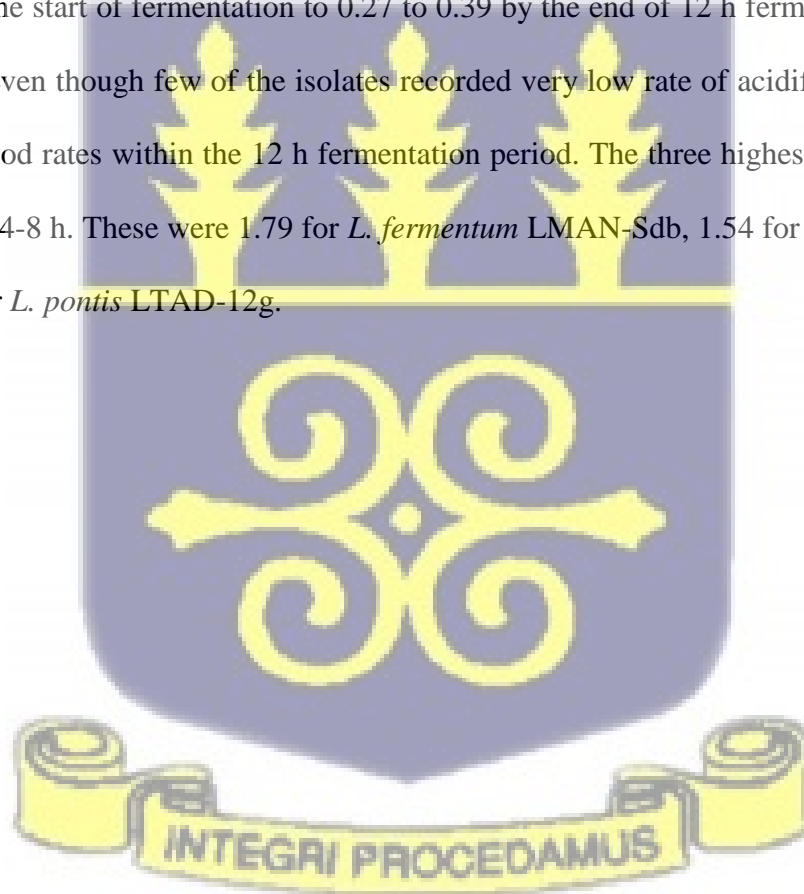 he start of fermentation to 0.27 to 0.39 by the end of 12 h ferm
ven though few of the isolates recorded very low rate of acidif
od rates within the 12 h fermentation period. The three highes
4-8 h. These were 1.79 for L. fermentum LMAN-Sdb, 1.54 for
L. pontis LTAD-12g.
INTEGRI PROCEDAMUS